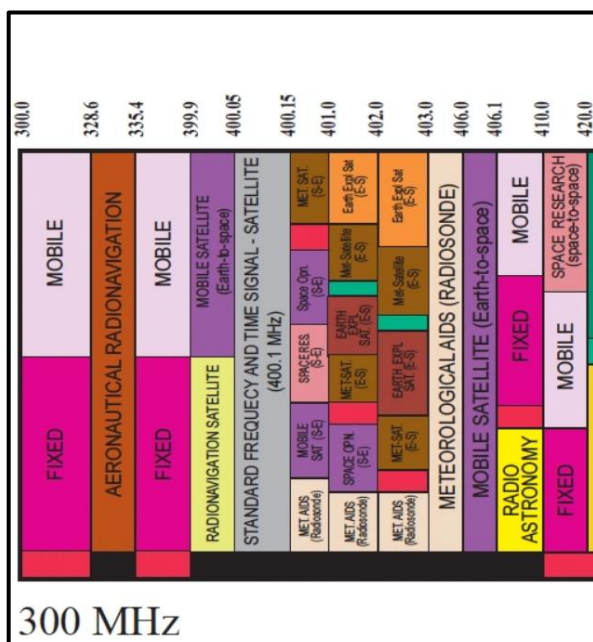 300.0
328.6
335.4
399.9
400.05
400.15
401.0
402.0
403.0
406.0
406.1
410.0
420.0
MOBILE
FIXED
AERONAUTICAL RADIONAVIGATION
MOBILE
FIXED
MOBILE SATELLITE
(Earth-to-space)
RADIONAVIGATION SATELLITE
STANDARD FREQUECY AND TIME SIGNAL - SATELLITE
(400.1 MHz)
MET. SAT.
(S-E)
Space Opn.
(S-E)
SPACE RES.
(S-E)
MOBILE
SAT (S-E)
MET. AIDS
(Radiosonde)
Earth Expl Sat
(E-S)
Met-Satellite
(E-S)
EARTH
EXPL
SAT. (E-S)
MET-SAT.
(E-S)
SPACE OPN.
(S-E)
MET. AIDS
(Radiosonde)
Earth Expl Sat
(E-S)
Met-Satellite
(E-S)
EARTH EXPL
SAT. (E-S)
MET-SAT.
(E-S)
MET. AIDS
(Radiosonde)
METEOROLOGICAL AIDS (RADIOSONDE)
MOBILE SATELLITE (Earth-to-space)
MOBILE
FIXED
RADIO
ASTRONOMY
SPACE RESEARCH
(space-to-space)
MOBILE
FIXED
300 MHz